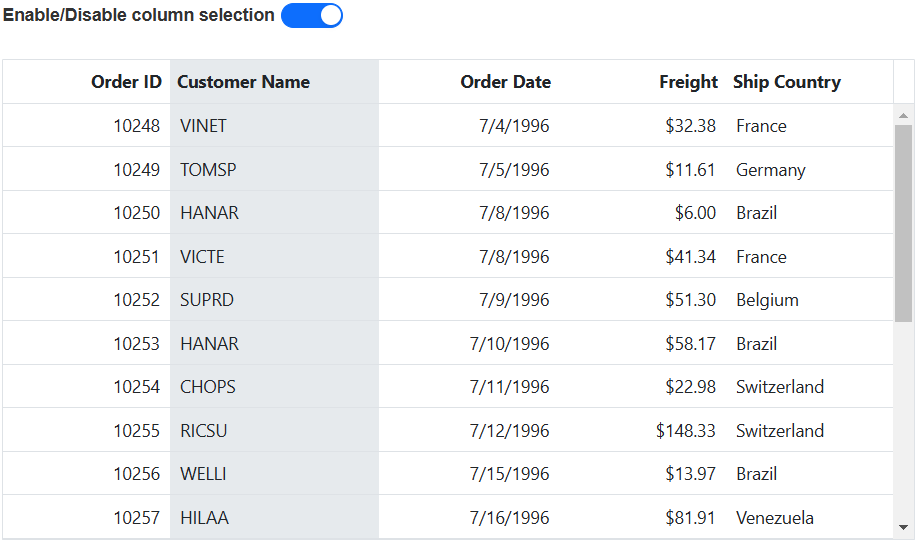 Enable/Disable column selection
Order ID Customer Name Order Date Freight Ship Country
10248 VINET 7/4/1996 $32.38 France
10249 TOMSP 7/5/1996 $11.61 Germany
10250 HANAR 7/8/1996 $6.00 Brazil
10251 VICTE 7/8/1996 $41.34 France
10252 SUPRD 7/9/1996 $51.30 Belgium
10253 HANAR 7/10/1996 $58.17 Brazil
10254 CHOPS 7/11/1996 $22.98 Switzerland
10255 RICSU 7/12/1996 $148.33 Switzerland
10256 WELLI 7/15/1996 $13.97 Brazil
10257 HILAA 7/16/1996 $81.91 Venezuela